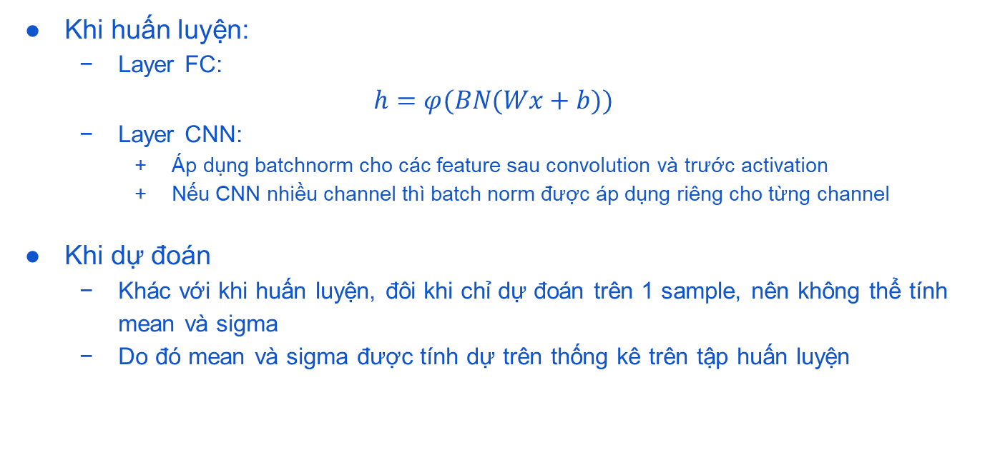 ● Khi huấn luyện:
− Layer FC:
h = φ(BN(Wx + b))
− Layer CNN:
+ Áp dụng batchnorm cho các feature sau convolution và trước activation
+ Nếu CNN nhiều channel thì batch norm được áp dụng riêng cho từng channel
● Khi dự đoán
− Khác với khi huấn luyện, đôi khi chỉ dự đoán trên 1 sample, nên không thể tính
mean và sigma
− Do đó mean và sigma được tính dự trên thống kê trên tập huấn luyện